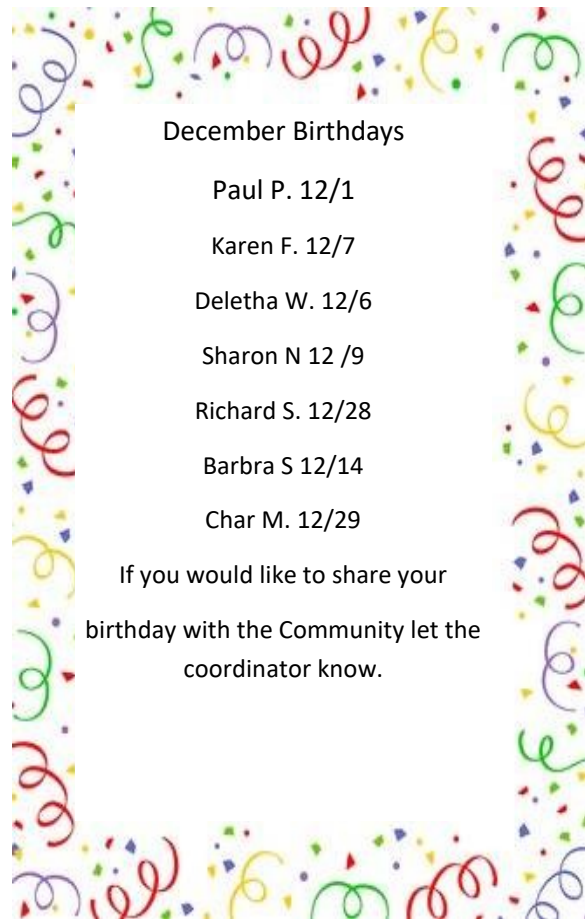 December Birthdays
Paul P. 12/1
Karen F. 12/7
Deletha W. 12/6
Sharon N 12 /9
Richard S. 12/28
Barbra S 12/14
Char M. 12/29
If you would like to share your
birthday with the Community let the
coordinator know.